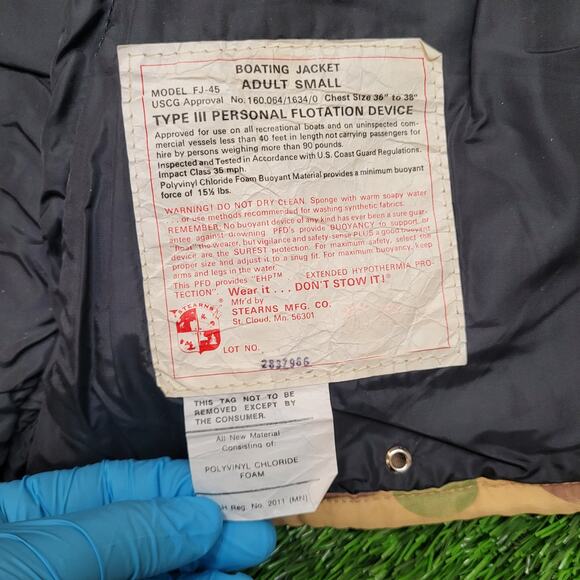 BOATING JACKET
MODEL FJ-45 ADULT SMALL
USCG Approval No. 160.064/1634/0 Chest Size 36" to 38"
TYPE III PERSONAL FLOTATION DEVICE
Approved for use on all recreational boats and on uninspected com-
mercial vessels less than 40 feet in length not carrying passengers for
hire by persons weighing more than 90 pounds.
Inspected and Tested in Accordance with U.S. Coast Guard Regulations.
Impact Class 35 mph.
Polyvinyl Chloride Foam Buoyant Material provides a minimum buoyant
force of 15½ lbs.
WARNING! DO NOT DRY CLEAN. Sponge with warm soapy water
. . . or use methods recommended for washing synthetic fabrics.
REMEMBER: No buoyant device of any kind has ever been a sure guar-
antee against drowning. PFD's provide BUOYANCY to support or
"float" the wearer, but vigilance and safety-sense PLUS a good buoyant
device are the SUREST protection. For maximum safety, select the
proper size and adjust it to a snug fit. For maximum buoyancy, keep
arms and legs in the water.
This PFD provides "EHP™ EXTENDED HYPOTHERMIA PRO-
TECTION". Wear it . . . DON'T STOW IT!
Mfr'd by
STEARNS MFG. CO.
St. Cloud, Mn. 56301
STEARNS
LOT NO.
2837966
THIS TAG NOT TO BE
REMOVED EXCEPT BY
THE CONSUMER.
All New Material
Consisting of:
POLYVINYL CHLORIDE
FOAM
Reg. No. 2011 (MN)